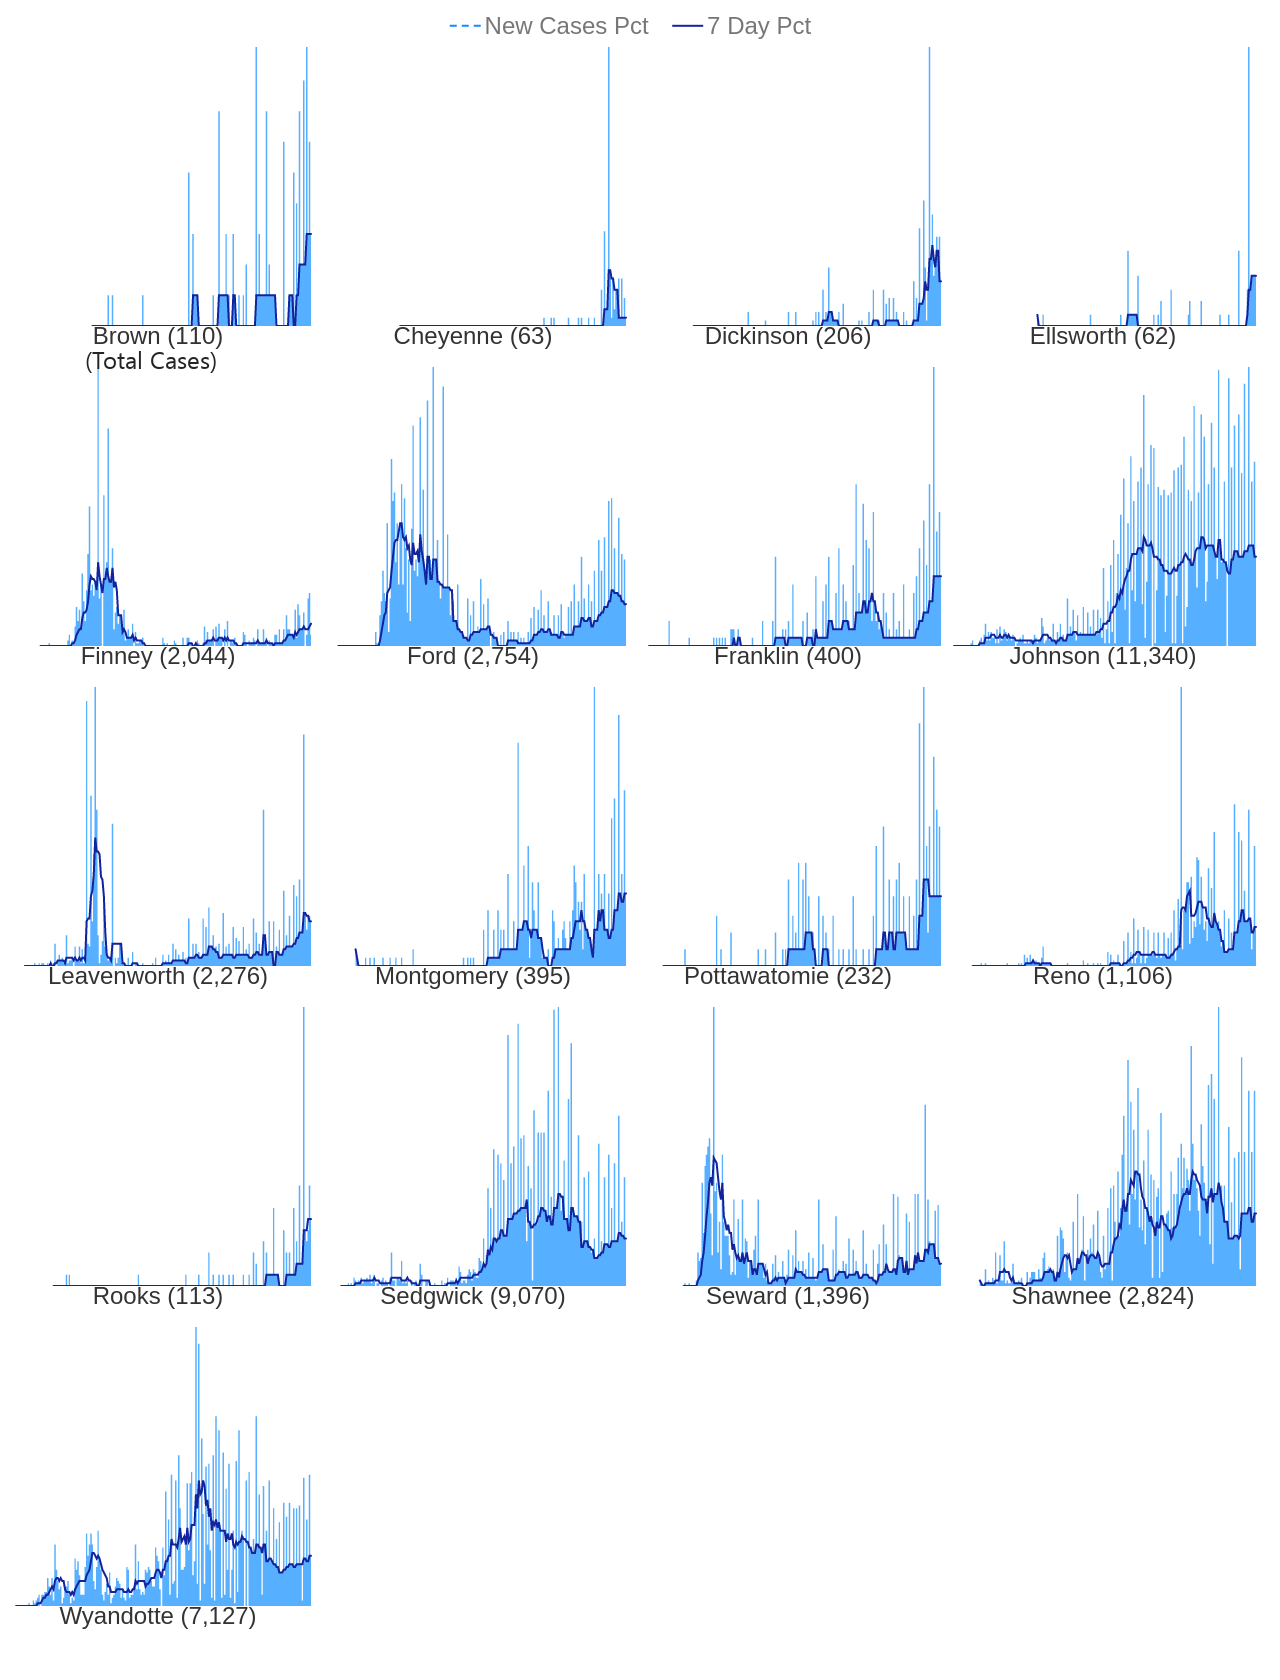 New Cases Pct 7 Day Pct
Brown (110) Cheyenne (63) Dickinson (206) Ellsworth (62)
(Total Cases)
Finney (2,044) Ford (2,754) Franklin (400) Johnson (11,340)
Leavenworth (2,276) Montgomery (395) Pottawatomie (232) Reno (1,106)
Rooks (113) Sedgwick (9,070) Seward (1,396) Shawnee (2,824)
Wyandotte (7,127)